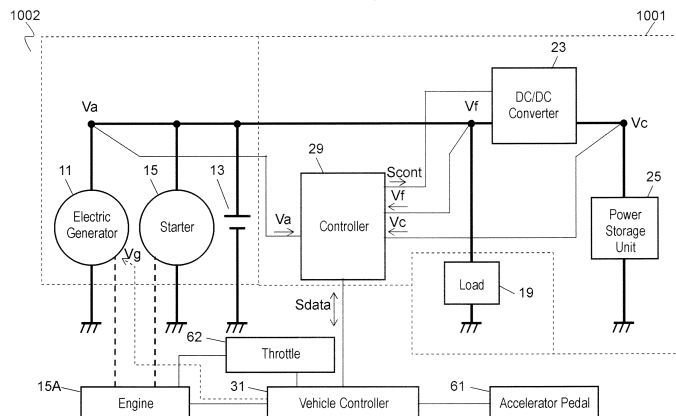 1002
1001
23
DC/DC
Converter
Va
Vf
Vc
11
15
13
29
Scont
25
Electric
Generator
Starter
Va
Controller
Vf
Vc
Power
Storage
Unit
Vg
Load
19
Sdata
62
Throttle
15A
31
61
Engine
Vehicle Controller
Accelerator Pedal